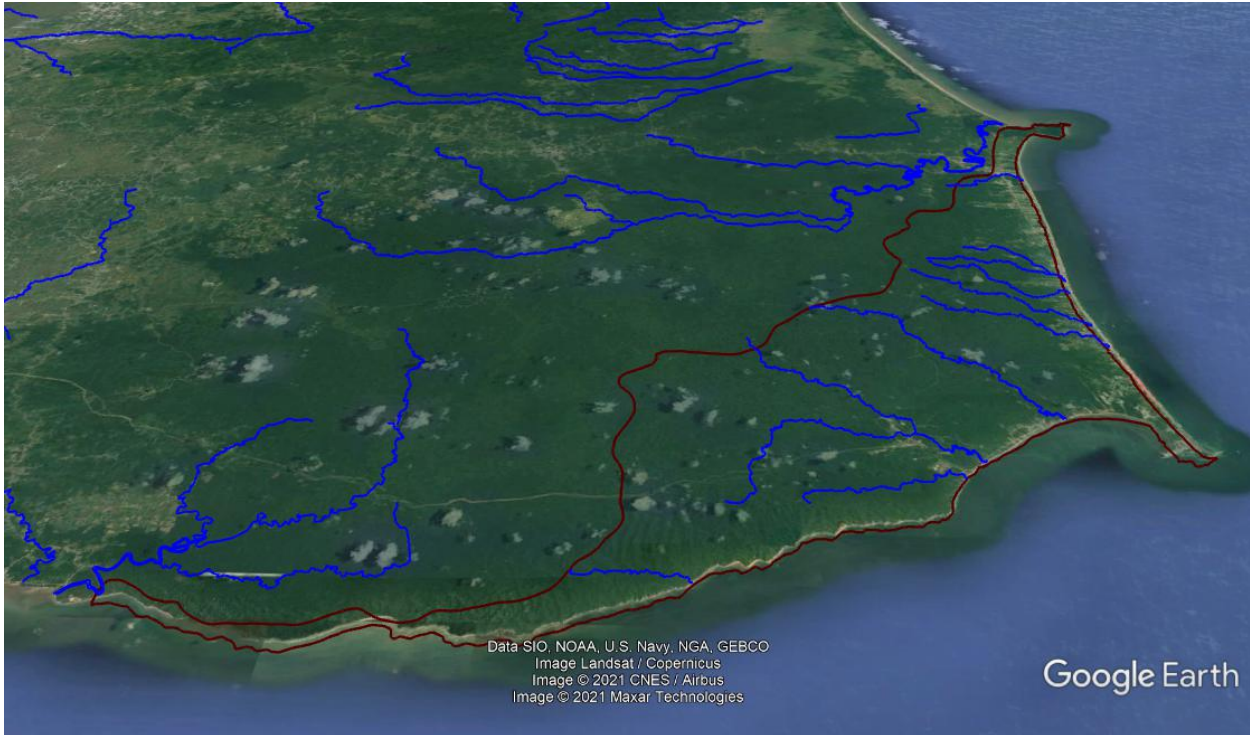 Data SIO, NOAA, U.S. Navy, NGA, GEBCO
Image Landsat / Copernicus
Image © 2021 CNES / Airbus
Image © 2021 Maxar Technologies
Google Earth